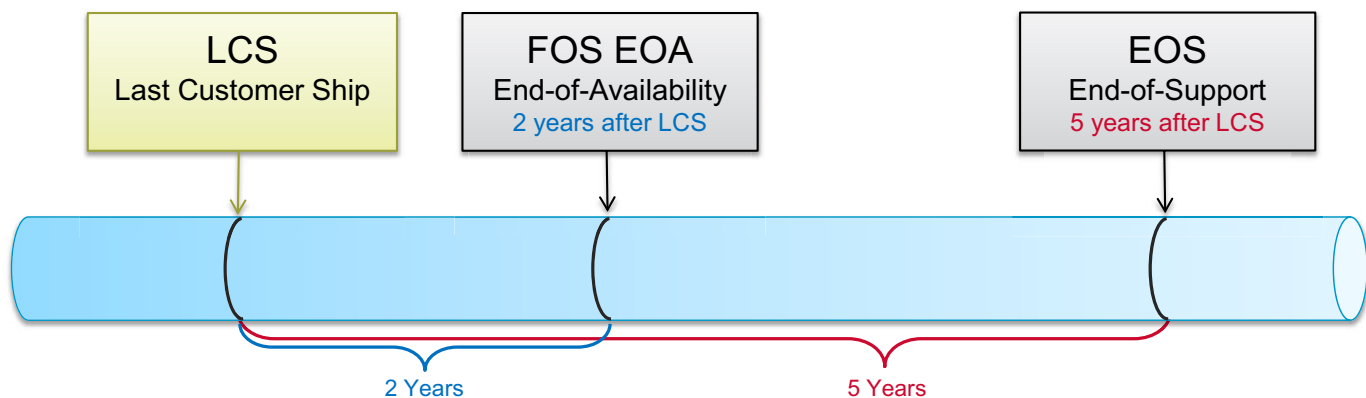 LCS
Last Customer Ship
FOS EOA
End-of-Availability
2 years after LCS
EOS
End-of-Support
5 years after LCS
2 Years
5 Years